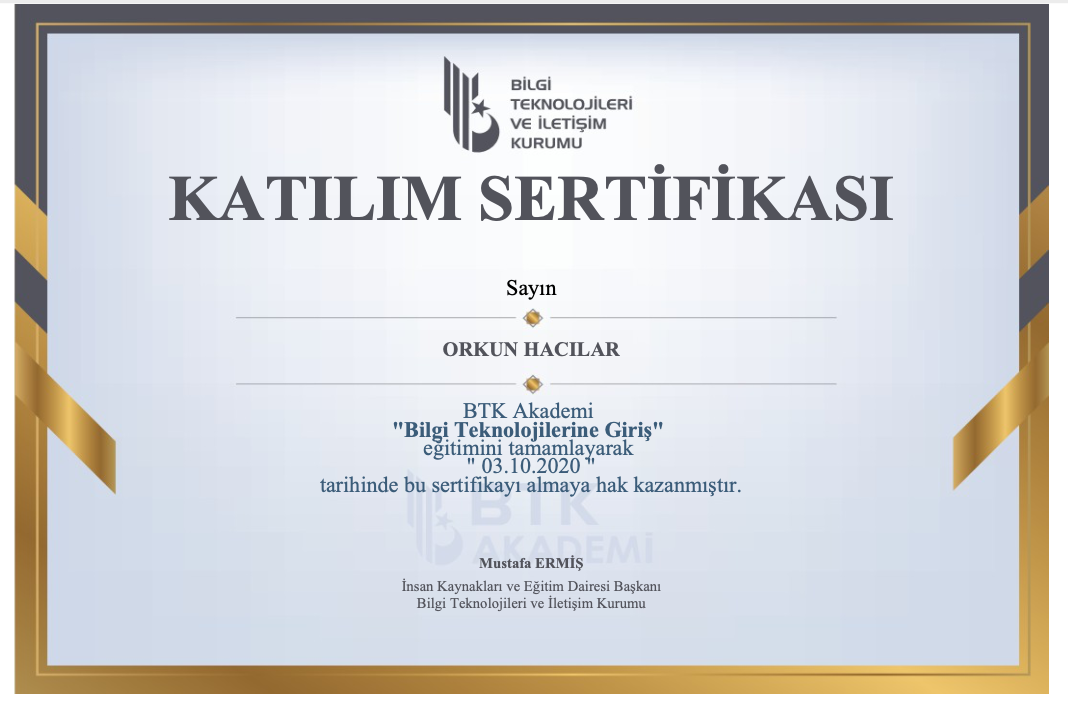 BİLGİ
TEKNOLOJİLERİ
VE İLETİŞİM
KURUMU
KATILIM SERTİFİKASI
Sayın
ORKUN HACILAR
BTK Akademi
"Bilgi Teknolojilerine Giriş"
eğitimini tamamlayarak
" 03.10.2020 "
tarihinde bu sertifikayı almaya hak kazanmıştır.
BTK
AKADEMİ
Mustafa ERMİŞ
İnsan Kaynakları ve Eğitim Dairesi Başkanı
Bilgi Teknolojileri ve İletişim Kurumu